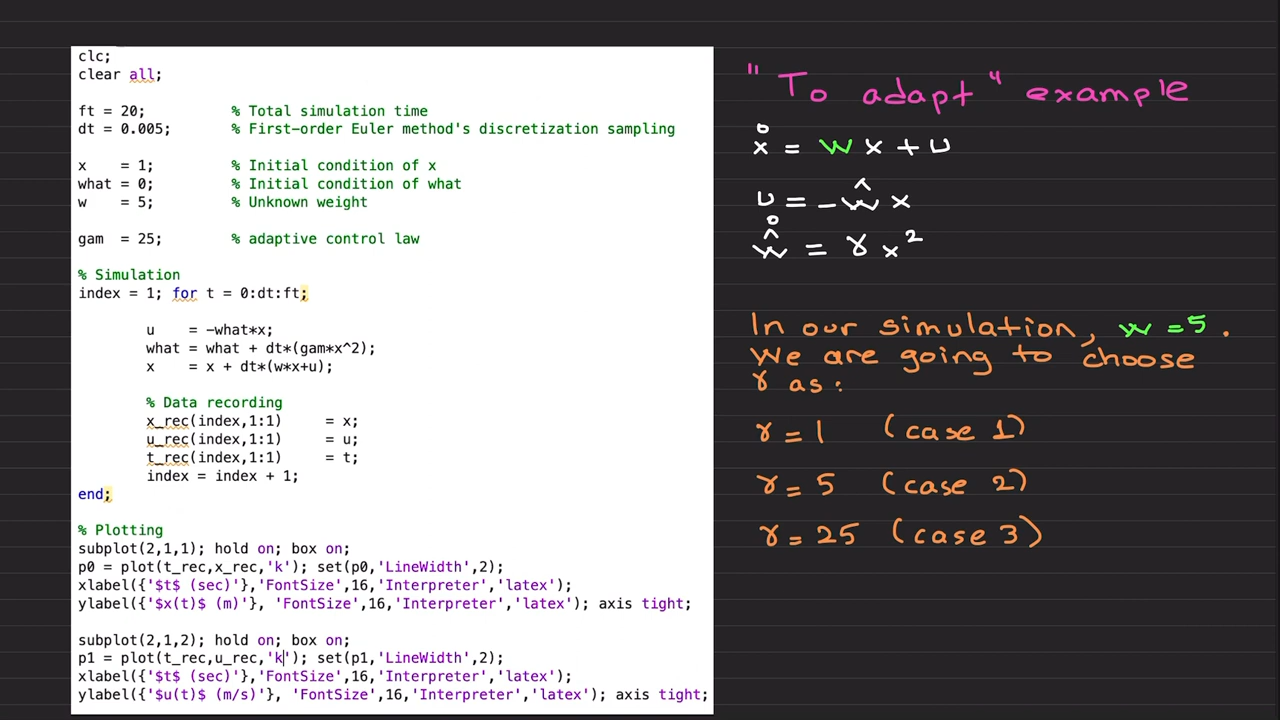 clc;
clear all;
ft = 20; % Total simulation time
dt = 0.005; % First-order Euler method's discretization sampling
x = 1; % Initial condition of x
what = 0; % Initial condition of what
w = 5; % Unknown weight
gam = 25; % adaptive control law
% Simulation
index = 1; for t = 0:dt:ft;
u = -what*x;
what = what + dt*(gam*x^2);
x = x + dt*(w*x+u);
% Data recording
x_rec(index,1:1) = x;
u_rec(index,1:1) = u;
t_rec(index,1:1) = t;
index = index + 1;
end;
% Plotting
subplot(2,1,1); hold on; box on;
p0 = plot(t_rec,x_rec,'k'); set(p0,'LineWidth',2);
xlabel({'$t$ (sec)'},'FontSize',16,'Interpreter','latex');
ylabel({'$x(t)$ (m)'}, 'FontSize',16,'Interpreter','latex'); axis tight;
subplot(2,1,2); hold on; box on;
p1 = plot(t_rec,u_rec,'k'); set(p1,'LineWidth',2);
xlabel({'$t$ (sec)'},'FontSize',16,'Interpreter','latex');
ylabel({'$u(t)$ (m/s)'}, 'FontSize',16,'Interpreter','latex'); axis tight;
"To adapt" example
ẋ = w x + u
u = -ŵ x
ŵ̇ = γ x²
In our simulation, w = 5.
We are going to choose
γ as:
γ = 1 (case 1)
γ = 5 (case 2)
γ = 25 (case 3)